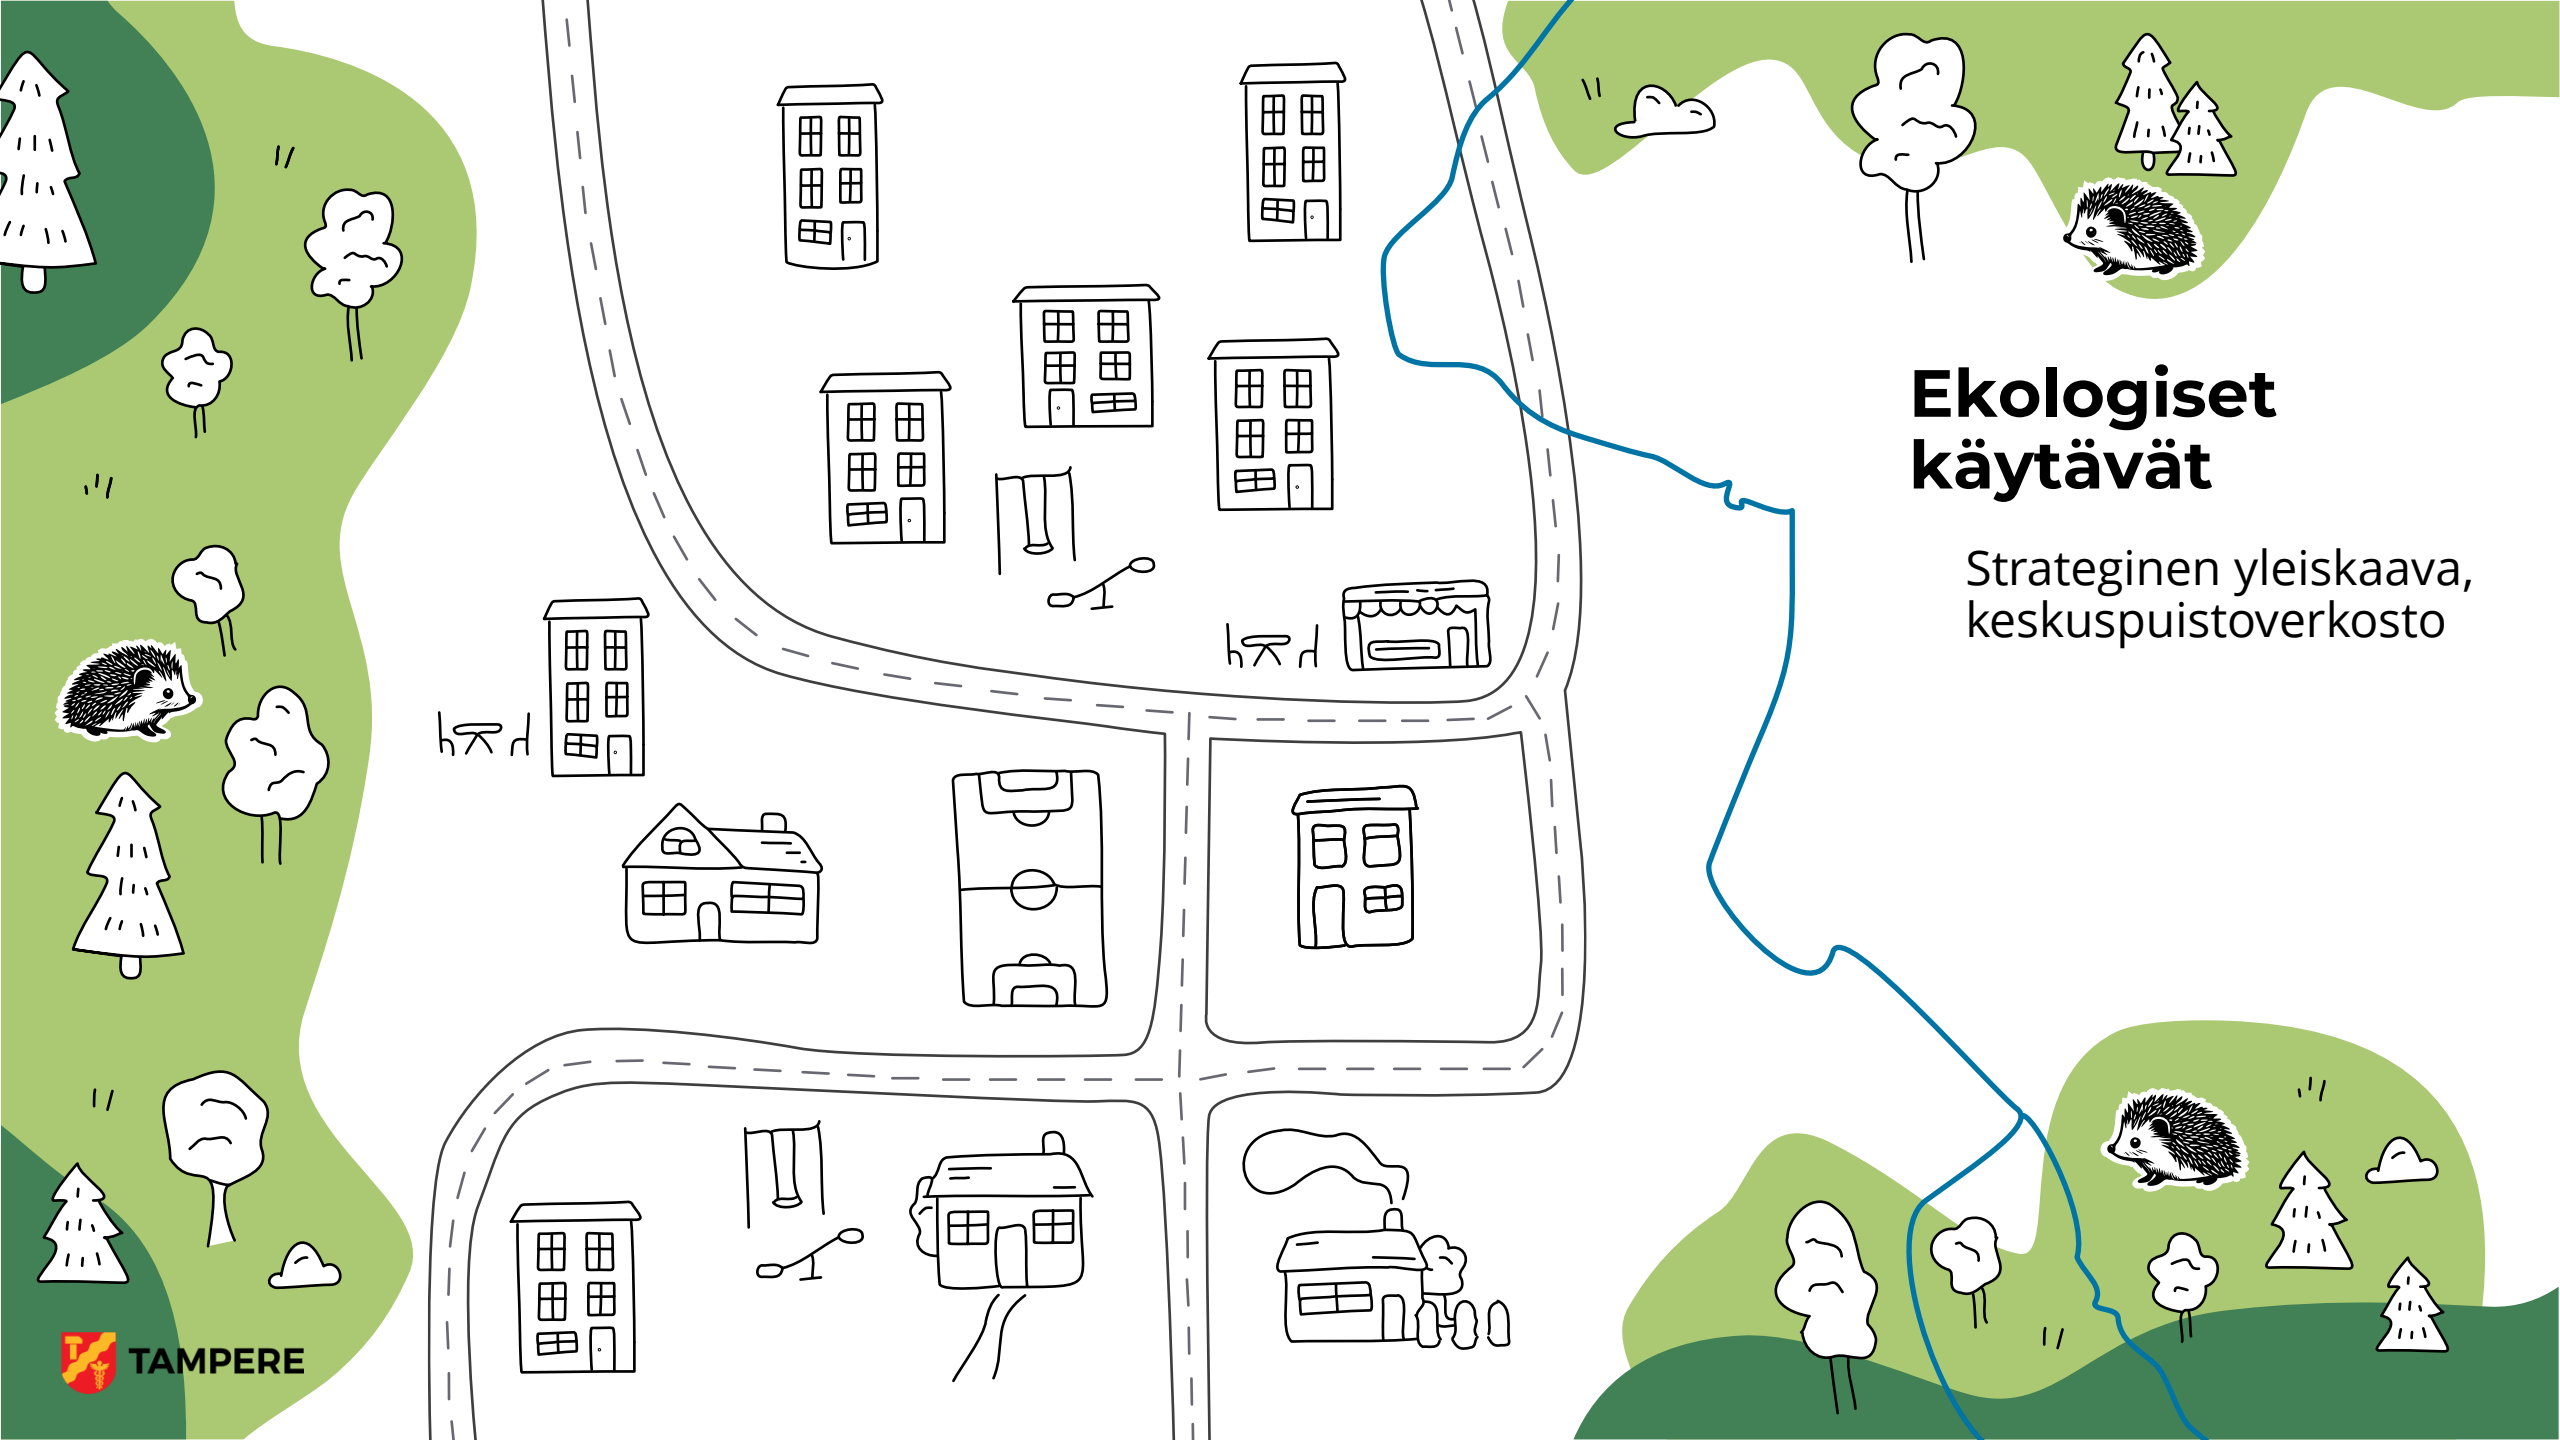 Ekologiset
käytävät
Strateginen yleiskaava,
keskuspuistoverkosto
TAMPERE